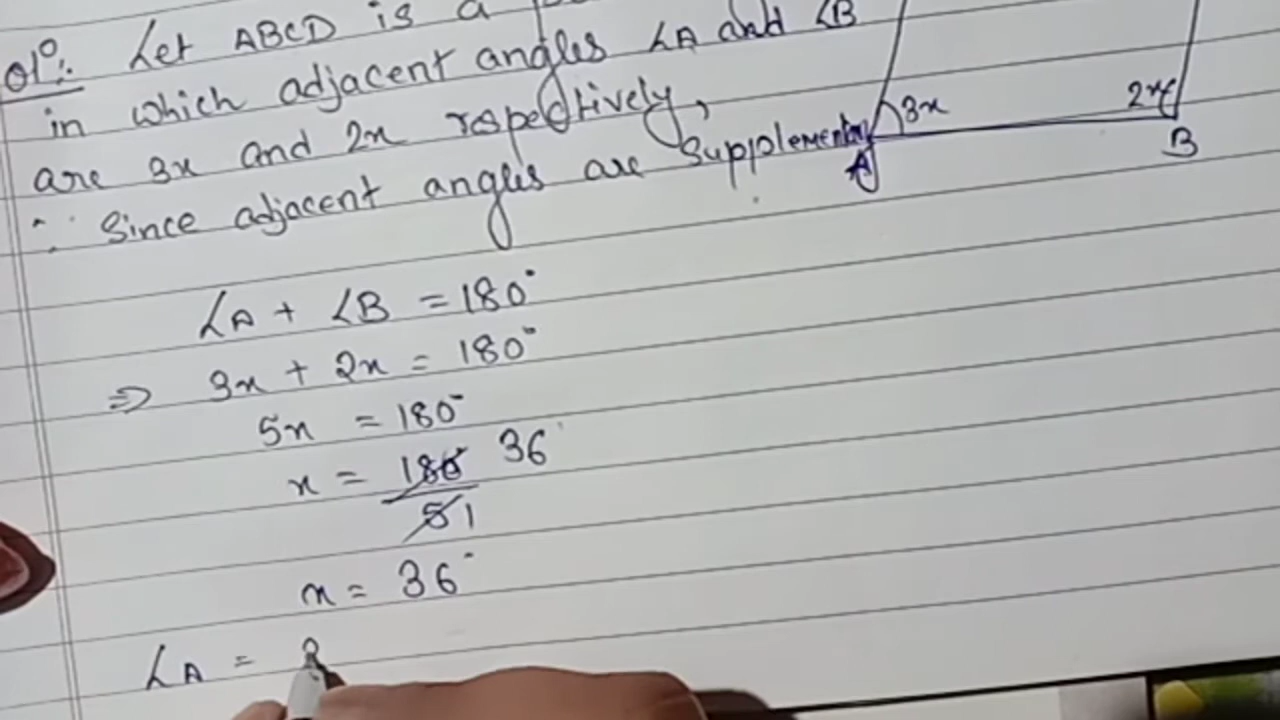 Let ABCD is a
in which adjacent angles ∠A and ∠B
are 3x and 2x respectively,
∵ Since adjacent angles are Supplementary
3x
2x
A
B
∠A + ∠B = 180°
⇒ 3x + 2x = 180°
5x = 180°
x = 180/5 36
1
x = 36°
∠A =